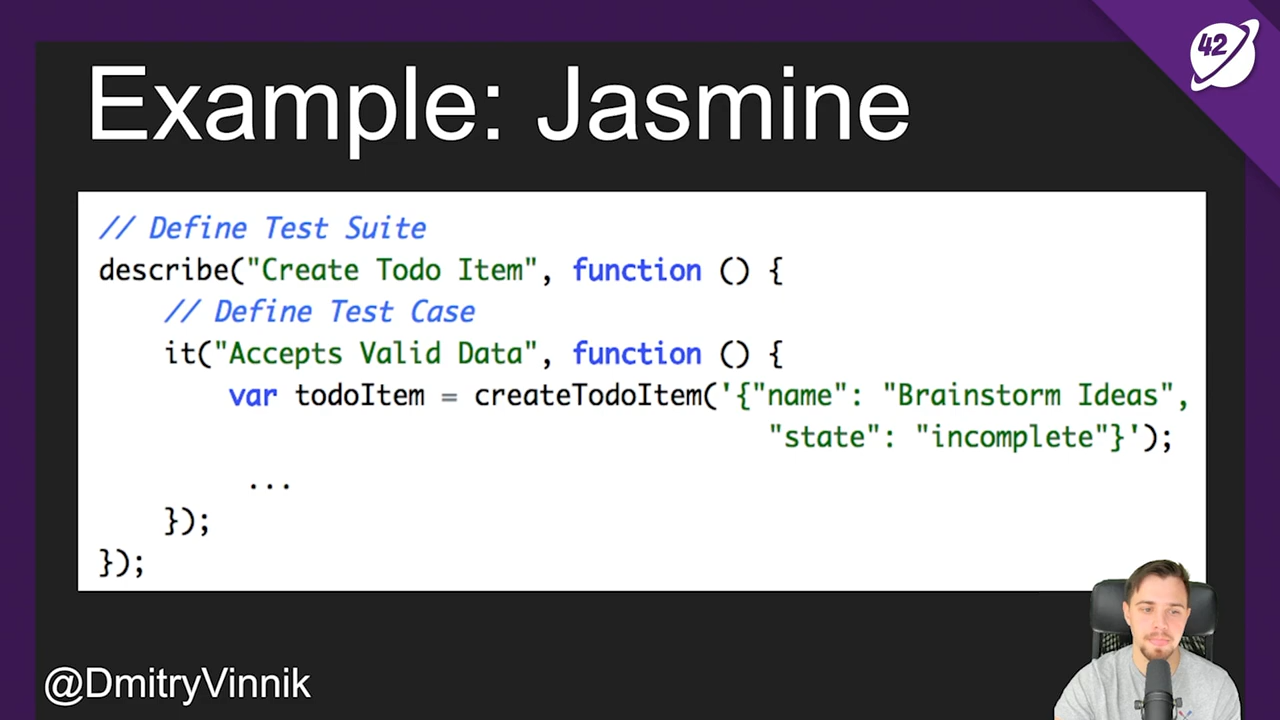 42
Example: Jasmine
// Define Test Suite
describe("Create Todo Item", function () {
// Define Test Case
it("Accepts Valid Data", function () {
var todoItem = createTodoItem('{"name": "Brainstorm Ideas",
"state": "incomplete"}');
...
});
});
@DmitryVinnik